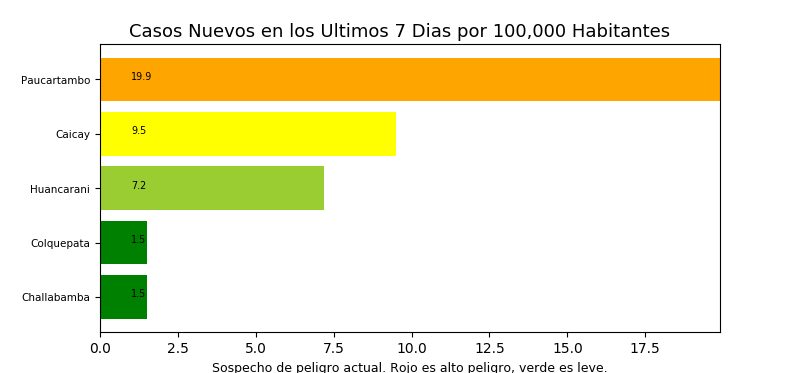 Casos Nuevos en los Ultimos 7 Dias por 100,000 Habitantes
Paucartambo 19.9
Caicay 9.5
Huancarani 7.2
Colquepata 1.5
Challabamba 1.5
0.0 2.5 5.0 7.5 10.0 12.5 15.0 17.5
Sospecho de peligro actual. Rojo es alto peligro, verde es leve.